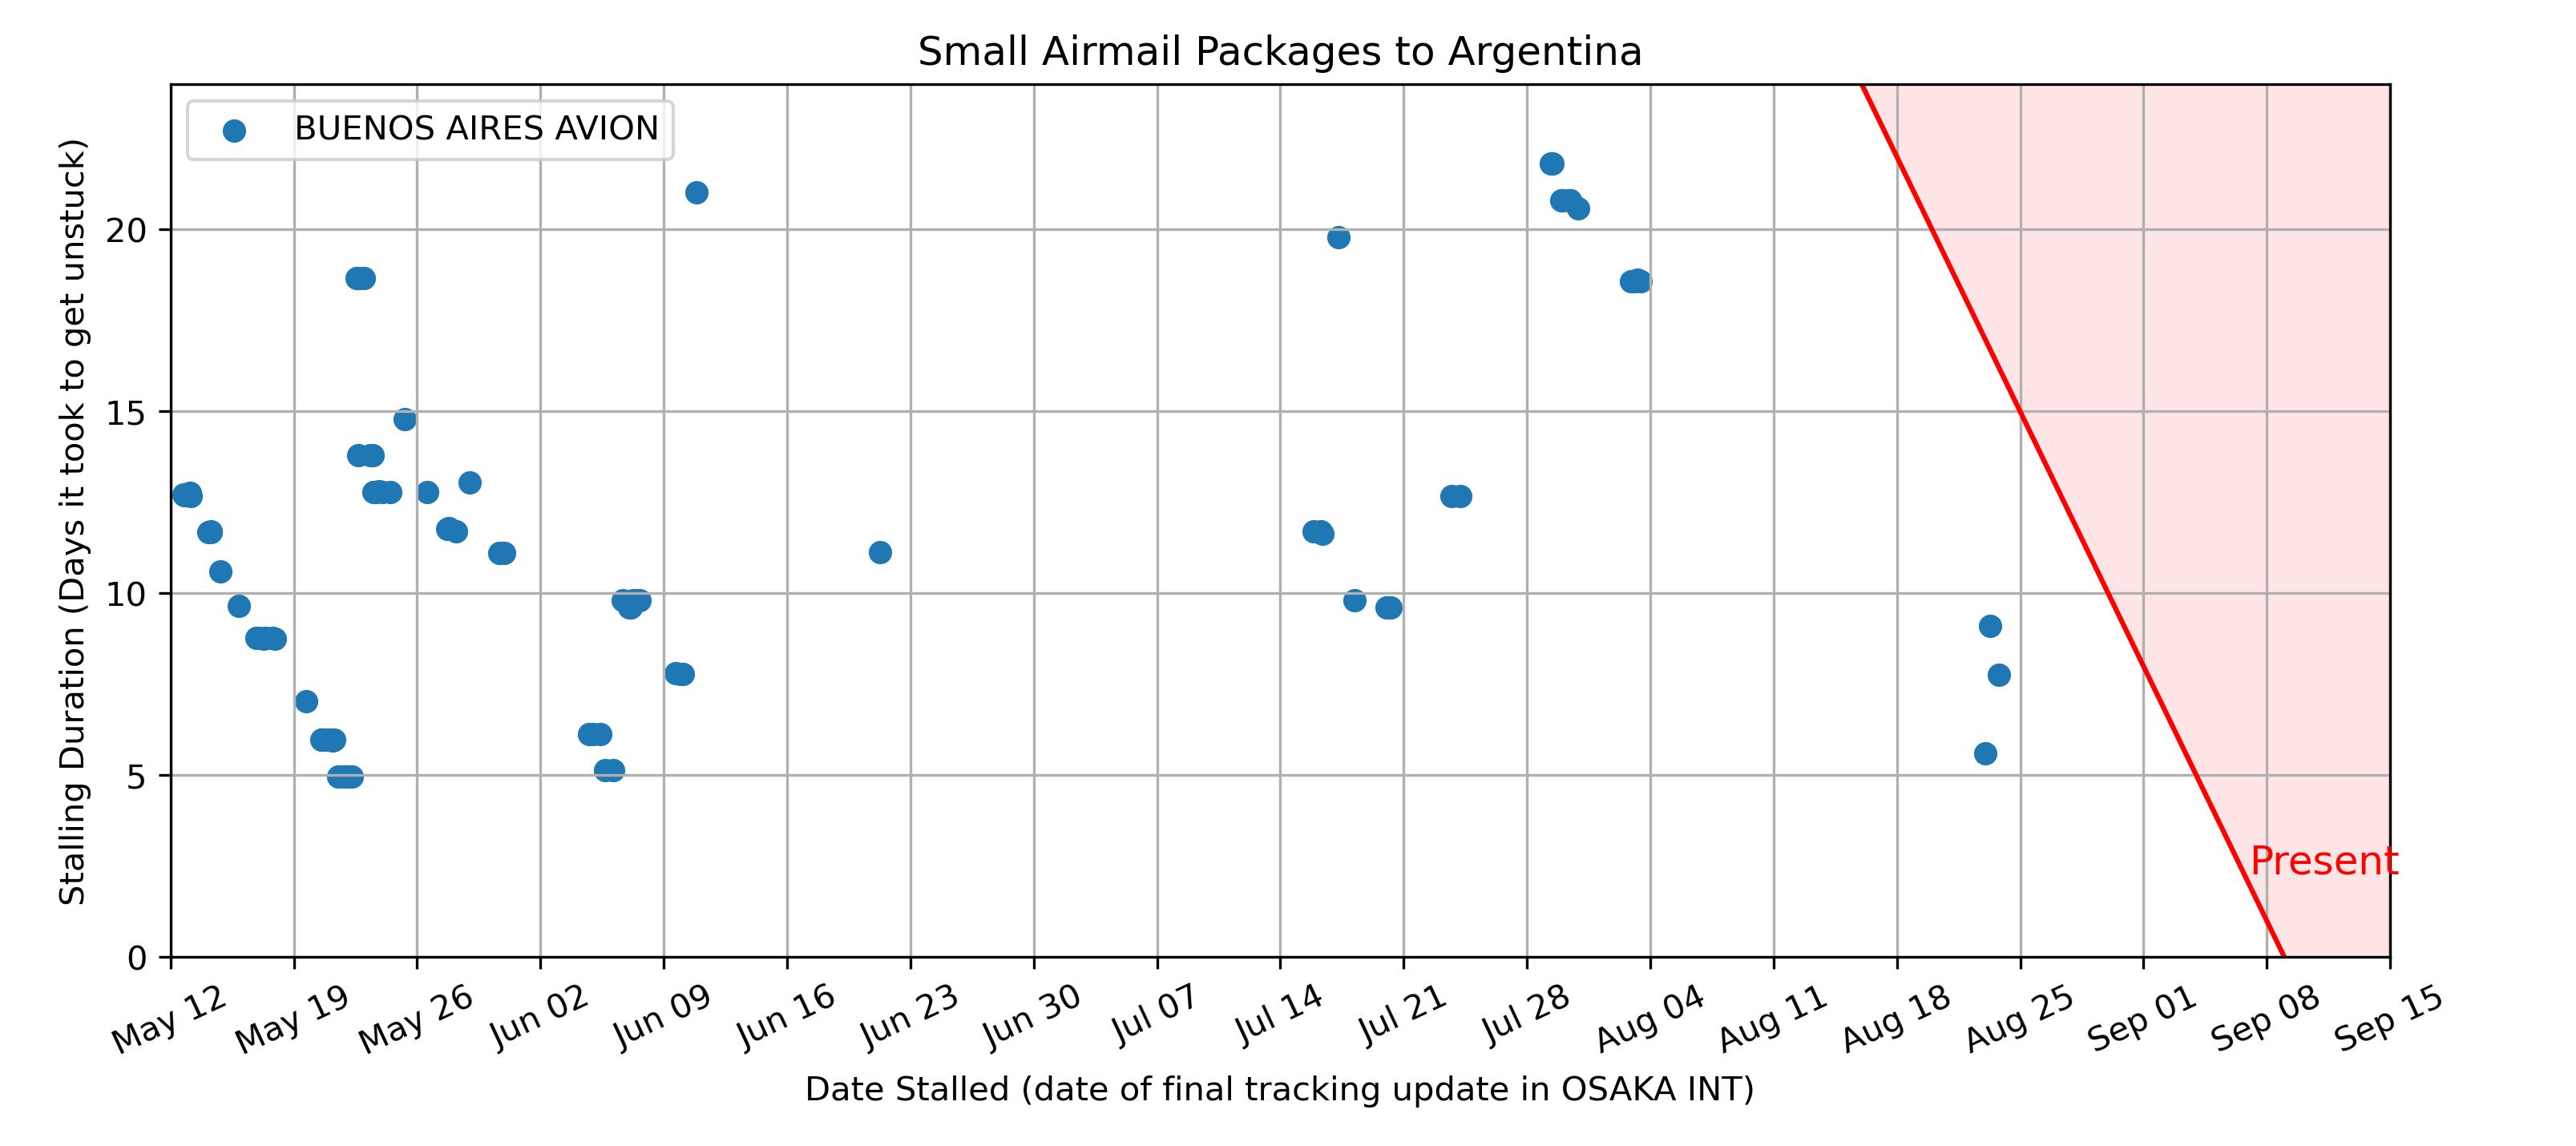 Small Airmail Packages to Argentina
BUENOS AIRES AVION
Stalling Duration (Days it took to get unstuck)
20
15
10
5
0
Present
May 12
May 19
May 26
Jun 02
Jun 09
Jun 16
Jun 23
Jun 30
Jul 07
Jul 14
Jul 21
Jul 28
Aug 04
Aug 11
Aug 18
Aug 25
Sep 01
Sep 08
Sep 15
Date Stalled (date of final tracking update in OSAKA INT)